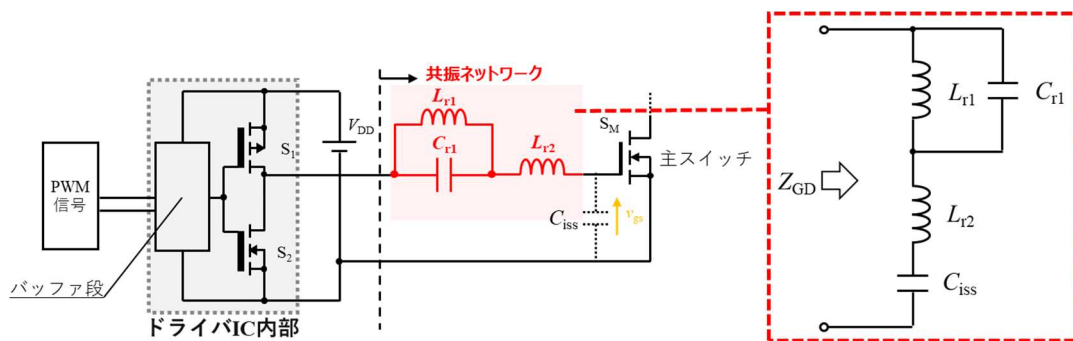 共振ネットワーク
Lr1
Cr1
Lr2
VDD
S1
S2
SM
主スイッチ
Ciss
vgs
PWM
信号
バッファ段
ドライバIC内部
ZGD
Lr1
Cr1
Lr2
Ciss